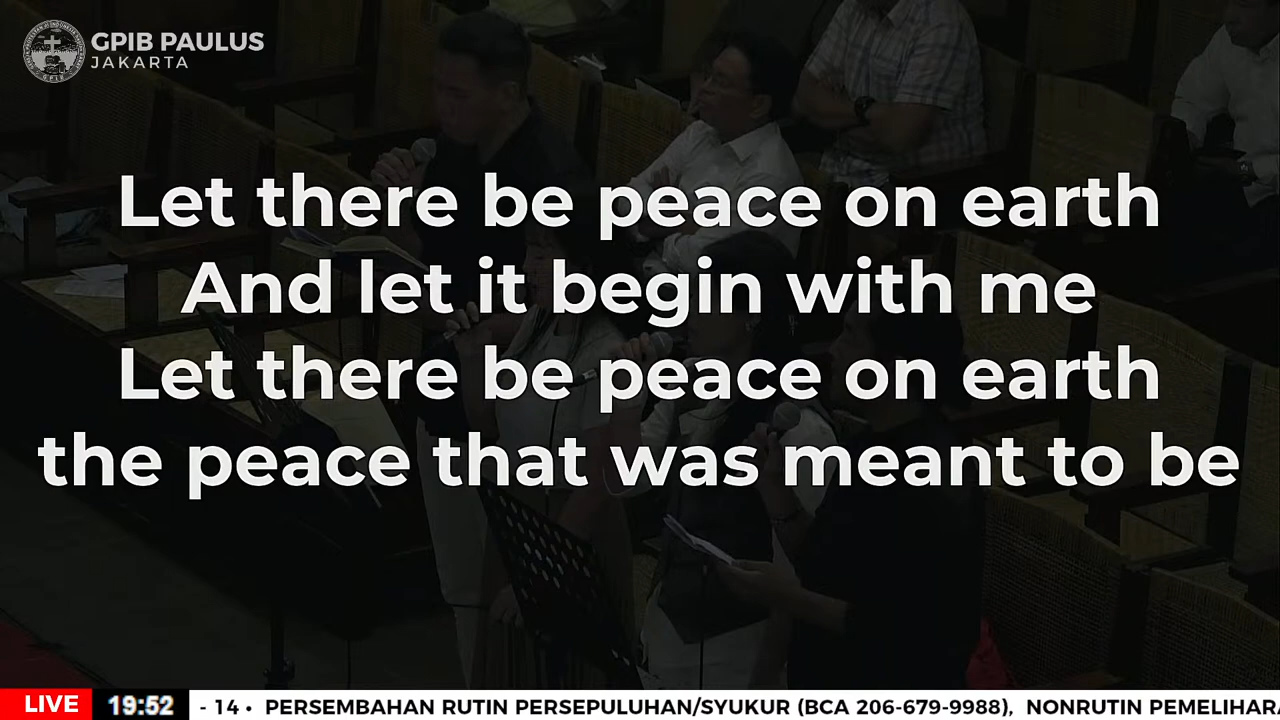 GPIB PAULUS
JAKARTA
Let there be peace on earth
And let it begin with me
Let there be peace on earth
the peace that was meant to be
LIVE 19:52 - 14 • PERSEMBAHAN RUTIN PERSEPULUHAN/SYUKUR (BCA 206-679-9988), NONRUTIN PEMELIHARA